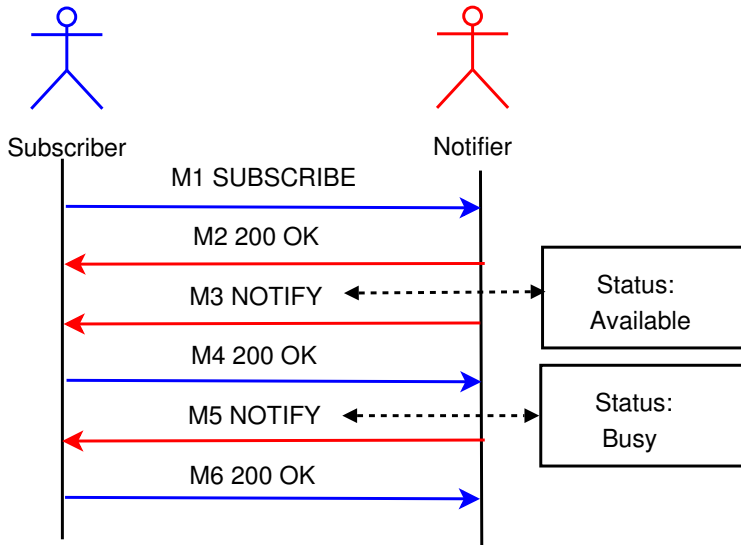 Subscriber
Notifier
M1 SUBSCRIBE
M2 200 OK
M3 NOTIFY
Status:
Available
M4 200 OK
M5 NOTIFY
Status:
Busy
M6 200 OK